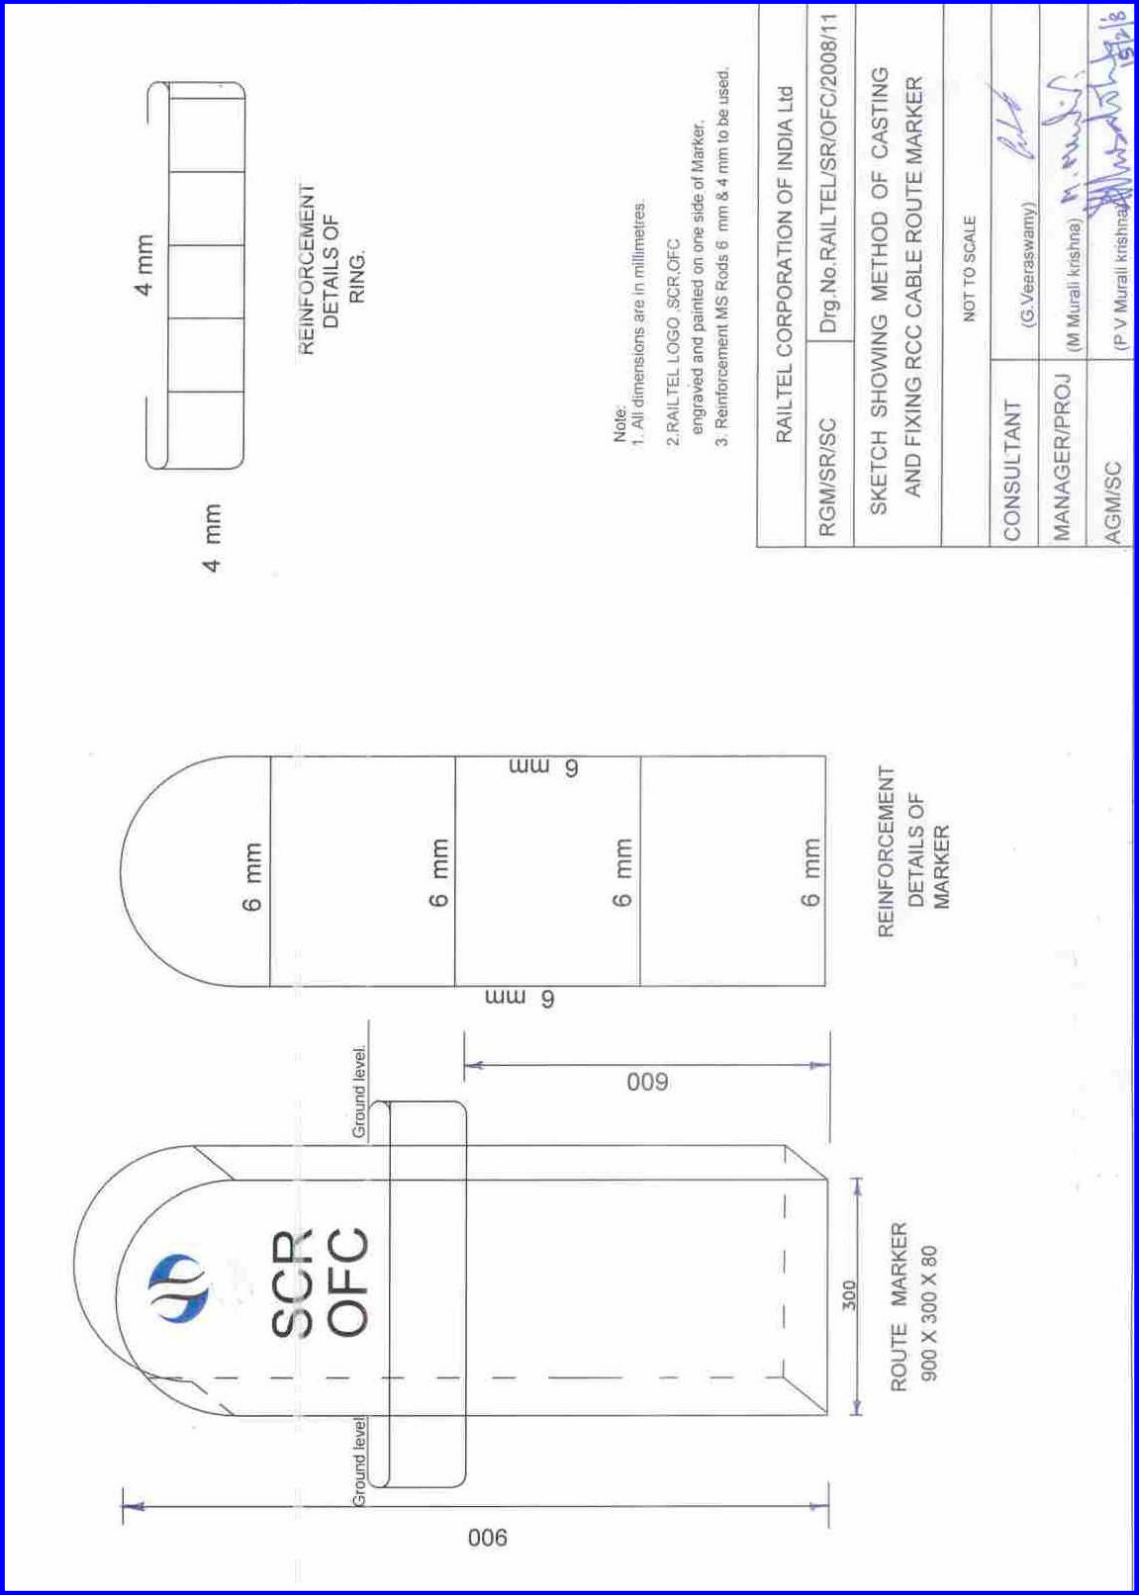 4 mm
4 mm
REINFORCEMENT
DETAILS OF
RING.
Note:
1. All dimensions are in millimetres.
2.RAILTEL LOGO ,SCR,OFC
engraved and painted on one side of Marker.
3. Reinforcement MS Rods 6 mm & 4 mm to be used.
RAILTEL CORPORATION OF INDIA Ltd
RGM/SR/SC Drg.No.RAILTEL/SR/OFC/2008/11
SKETCH SHOWING METHOD OF CASTING
AND FIXING RCC CABLE ROUTE MARKER
NOT TO SCALE
CONSULTANT (G.Veeraswamy)
MANAGER/PROJ (M Murali krishna)
AGM/SC (P V Murali krishna)
6 mm
6 mm
6 mm
6 mm
6 mm
6 mm
REINFORCEMENT
DETAILS OF
MARKER
SCR
OFC
Ground level
Ground level.
900
600
300
ROUTE MARKER
900 X 300 X 80